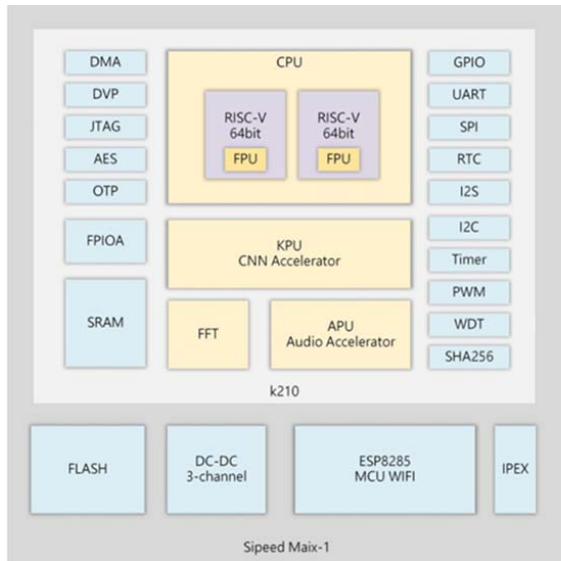 DMA
DVP
JTAG
AES
OTP
FPIOA
SRAM
CPU
RISC-V
64bit
FPU
RISC-V
64bit
FPU
KPU
CNN Accelerator
FFT
APU
Audio Accelerator
GPIO
UART
SPI
RTC
I2S
I2C
Timer
PWM
WDT
SHA256
k210
FLASH
DC-DC
3-channel
ESP8285
MCU WIFI
IPEX
Sipeed Maix-1